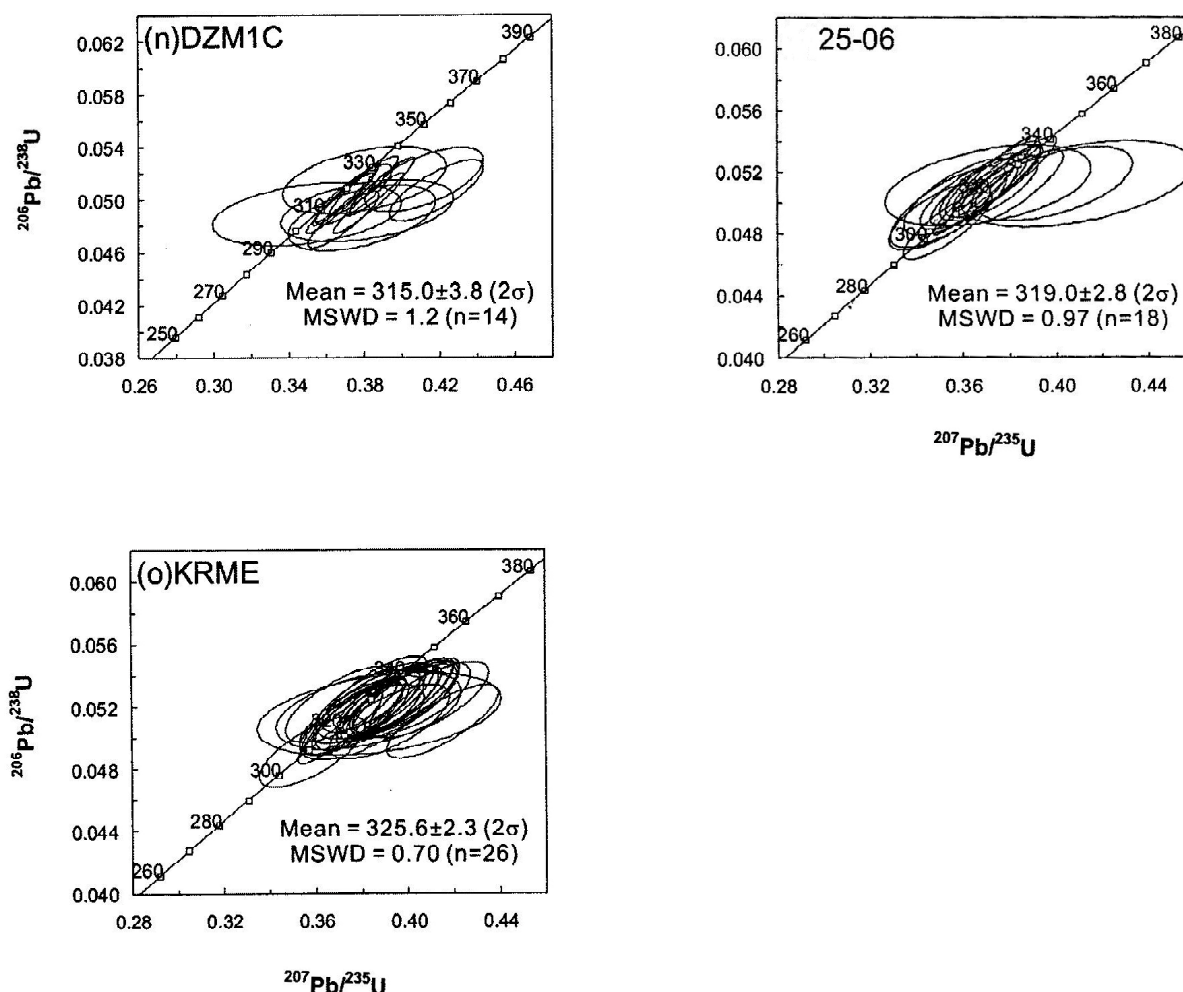 (n)DZM1C
0.062
0.058
0.054
0.050
0.046
0.042
0.038
206Pb/238U
390
370
350
330
310
290
270
250
Mean = 315.0±3.8 (2σ)
MSWD = 1.2 (n=14)
0.26 0.30 0.34 0.38 0.42 0.46
25-06
0.060
0.056
0.052
0.048
0.044
0.040
380
360
340
300
280
260
Mean = 319.0±2.8 (2σ)
MSWD = 0.97 (n=18)
0.28 0.32 0.36 0.40 0.44
207Pb/235U
(o)KRME
0.060
0.056
0.052
0.048
0.044
0.040
206Pb/238U
380
360
340
300
280
260
Mean = 325.6±2.3 (2σ)
MSWD = 0.70 (n=26)
0.28 0.32 0.36 0.40 0.44
207Pb/235U